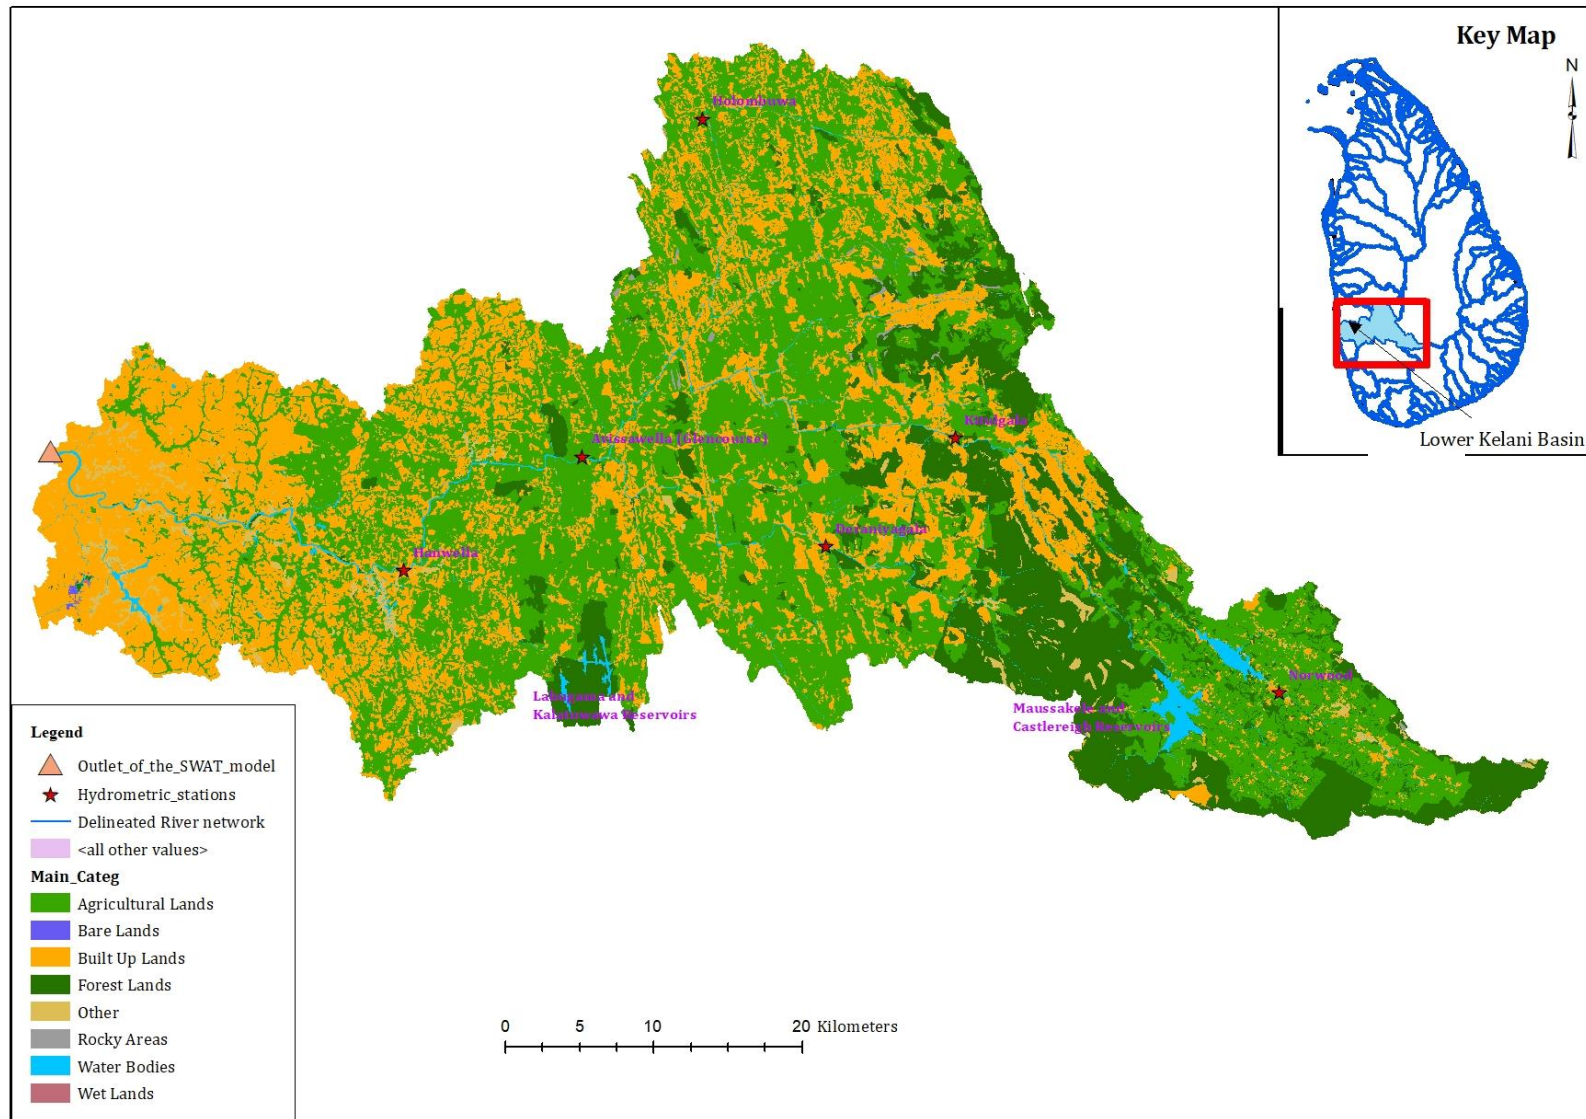 Key Map
N
Lower Kelani Basin
Holombuwa
Kitulgala
Avissawella (Glencourse)
Deraniyagala
Hanwella
Norwood
Labugama and
Kalatuwawa Reservoirs
Maussakele and
Castlereigh Reservoirs
Legend
Outlet_of_the_SWAT_model
Hydrometric_stations
Delineated River network
<all other values>
Main_Categ
Agricultural Lands
Bare Lands
Built Up Lands
Forest Lands
Other
Rocky Areas
Water Bodies
Wet Lands
0 5 10 20 Kilometers